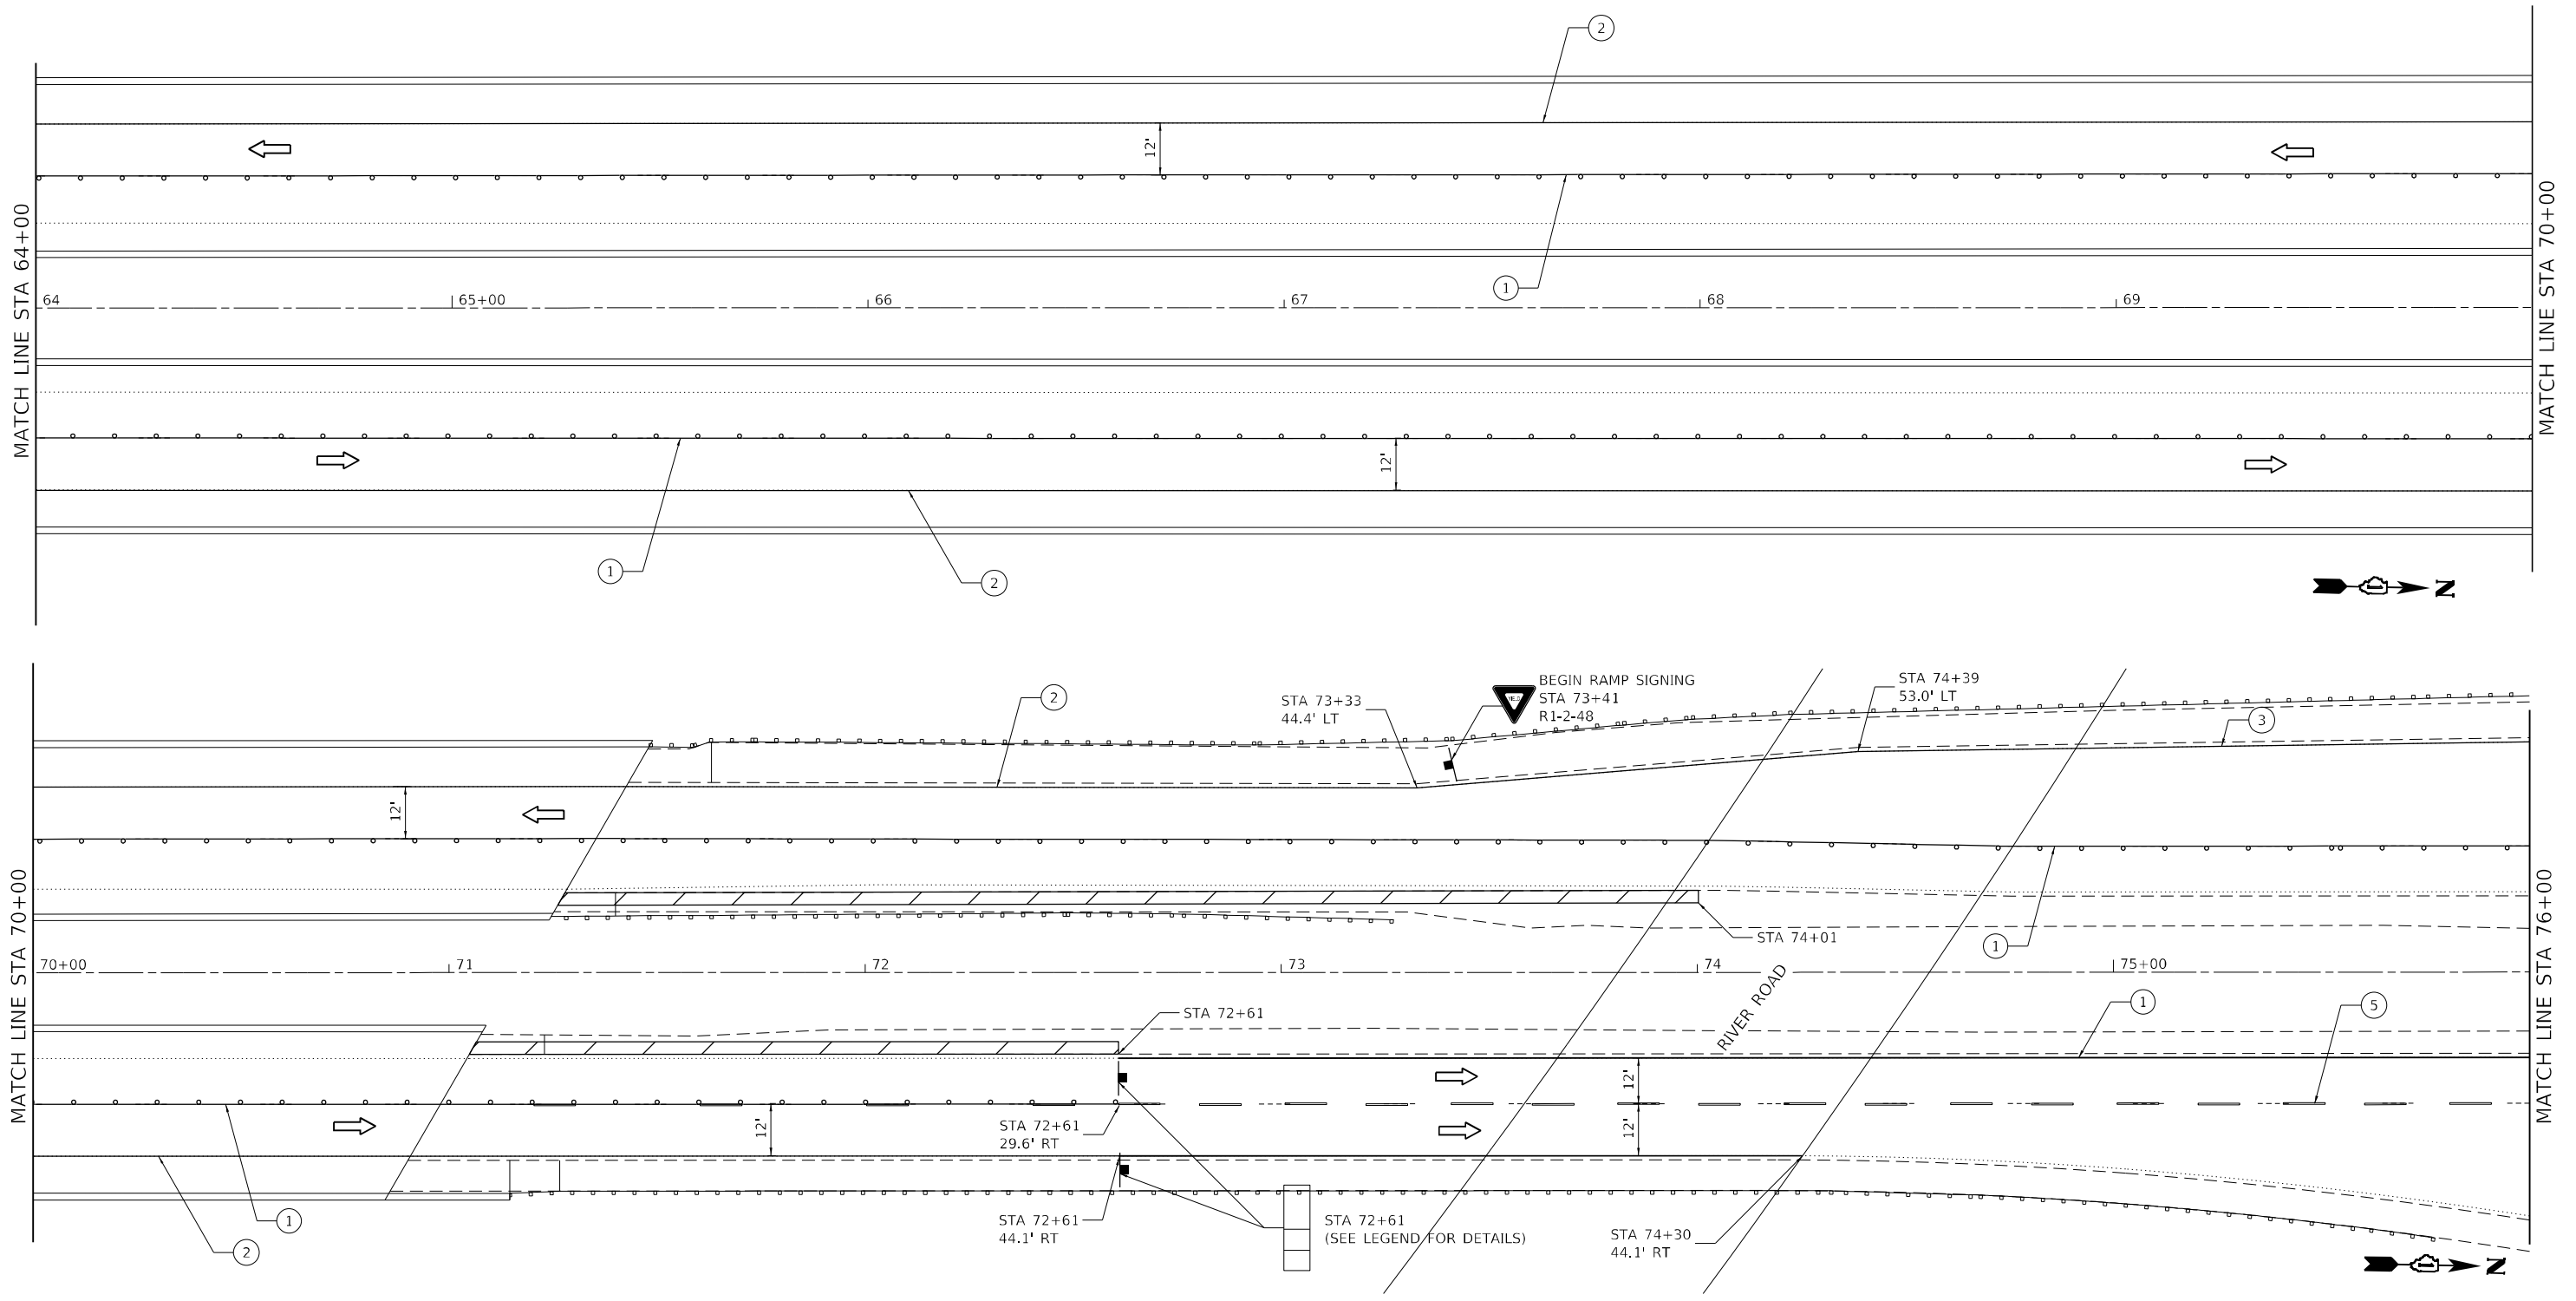 2
12'
MATCH LINE STA 64+00
MATCH LINE STA 70+00
1
64
65+00
66
67
68
69
12'
1
2
N
MATCH LINE STA 70+00
MATCH LINE STA 76+00
2
STA 73+33
44.4' LT
BEGIN RAMP SIGNING
STA 73+41
R1-2-48
STA 74+39
53.0' LT
3
12'
STA 74+01
1
70+00
71
72
73
74
75+00
RIVER ROAD
STA 72+61
1
5
12'
12'
12'
STA 72+61
29.6' RT
1
2
STA 72+61
44.1' RT
STA 72+61
(SEE LEGEND FOR DETAILS)
STA 74+30
44.1' RT
N